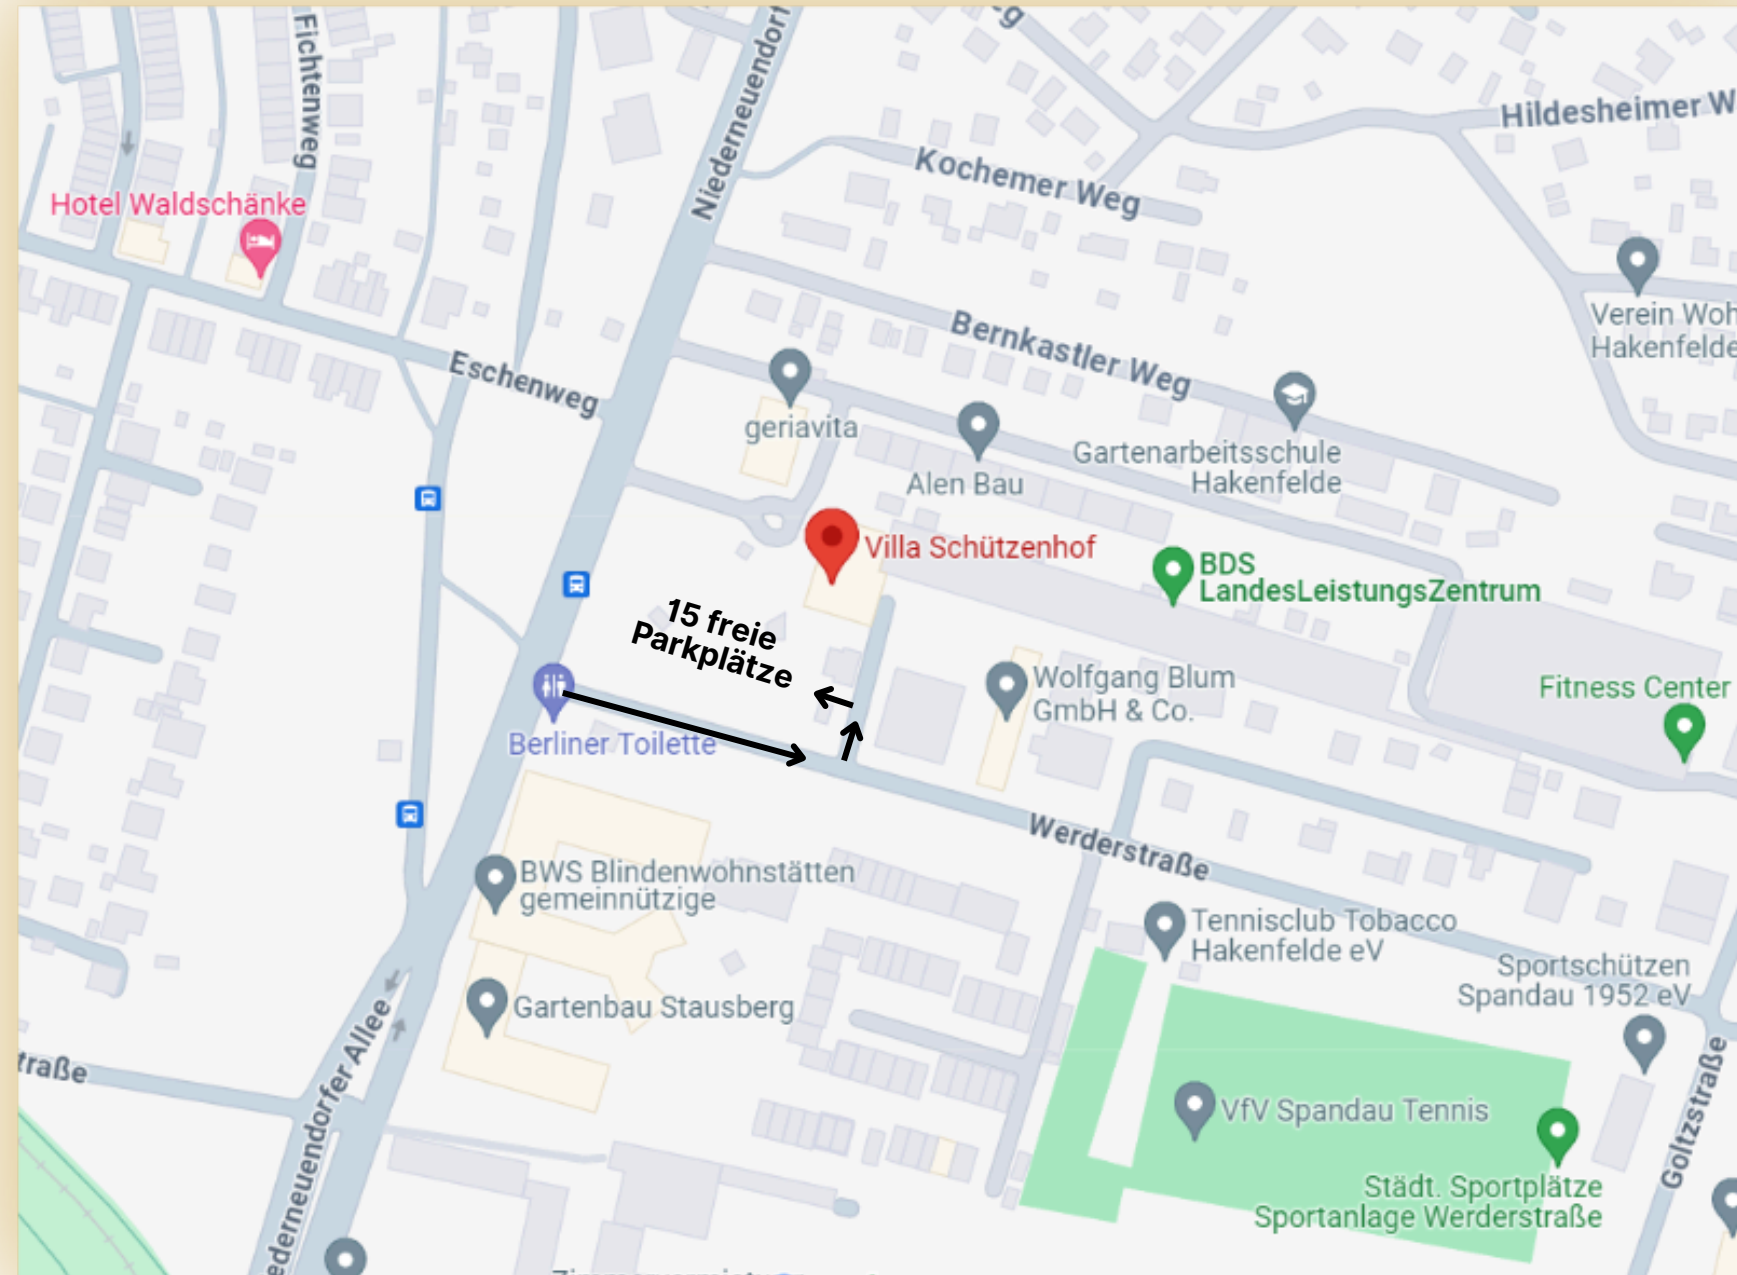 Fichtenweg
Niederneuendorf
Hildesheimer W
Kochemer Weg
Hotel Waldschänke
Verein Woh
Hakenfelde
Bernkastler Weg
Eschenweg
geriavita
Alen Bau
Gartenarbeitsschule
Hakenfelde
Villa Schützenhof
BDS
LandesLeistungsZentrum
15 freie
Parkplätze
Wolfgang Blum
GmbH & Co.
Fitness Center
Berliner Toilette
Werderstraße
BWS Blindenwohnstätten
gemeinnützige
Tennisclub Tobacco
Hakenfelde eV
Sportschützen
Spandau 1952 eV
Gartenbau Stausberg
traße
ederneuendorfer Allee
VfV Spandau Tennis
Goltzstraße
Städt. Sportplätze
Sportanlage Werderstraße